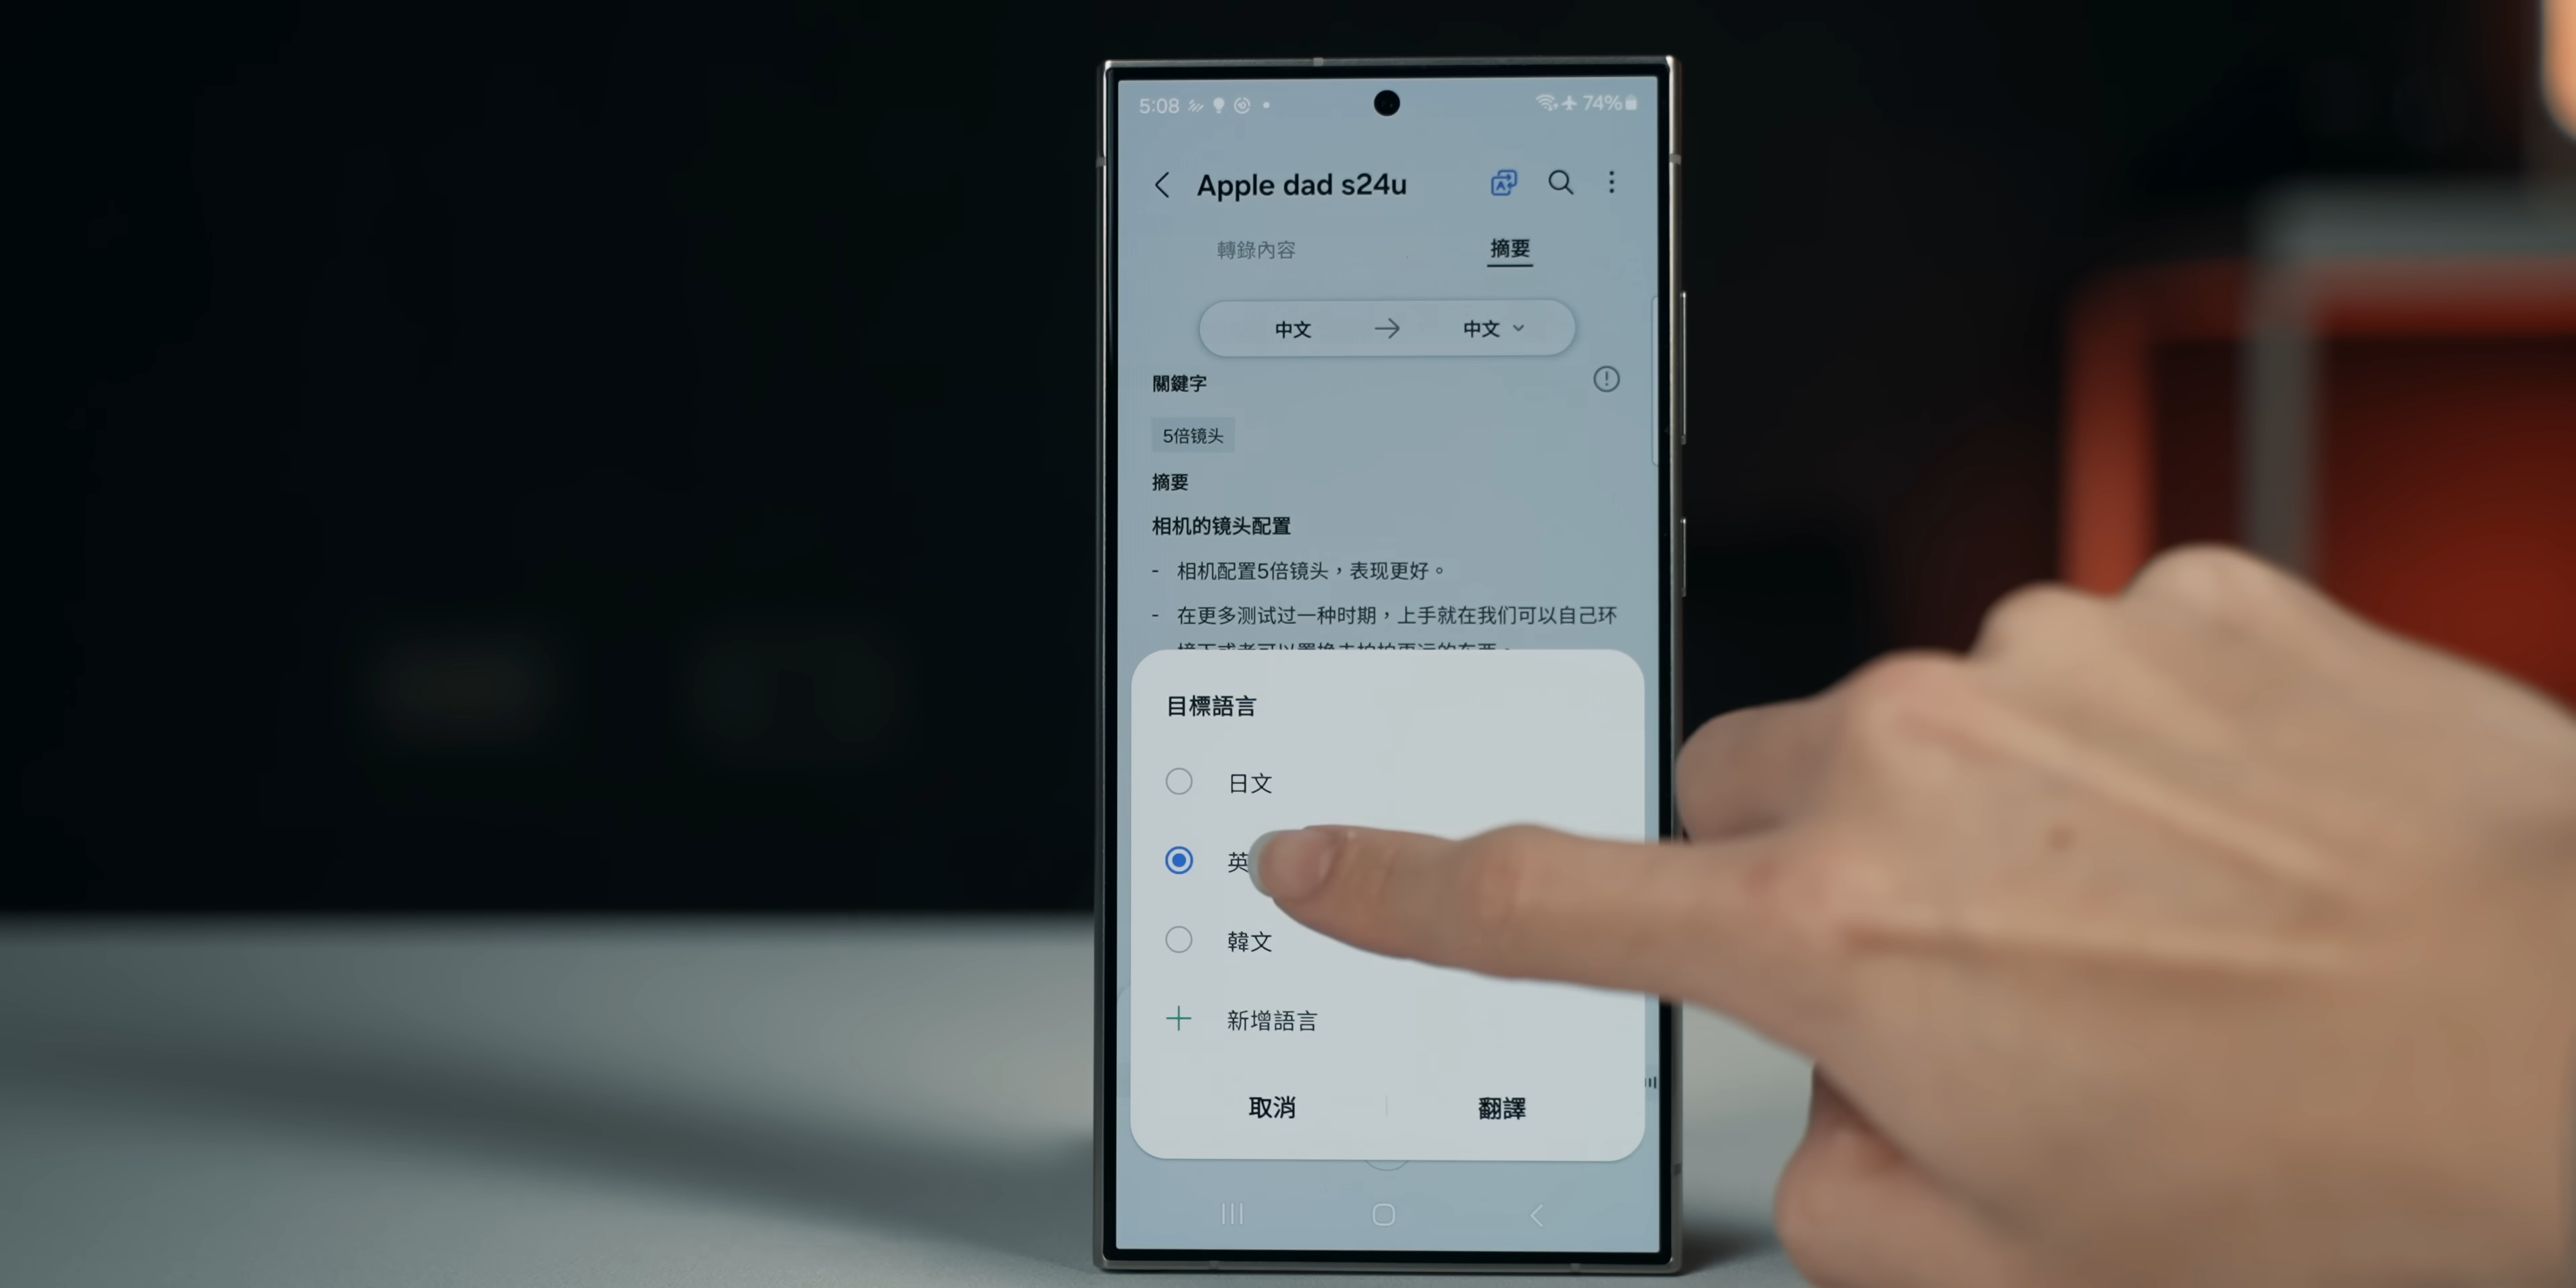 5:08
74%
Apple dad s24u
轉錄內容
摘要
中文 → 中文
關鍵字
5倍镜头
摘要
相机的镜头配置
- 相机配置5倍镜头，表现更好。
- 在更多测试过一种时期，上手就在我们可以自己环
目標語言
日文
英
韓文
+ 新增語言
取消
翻譯